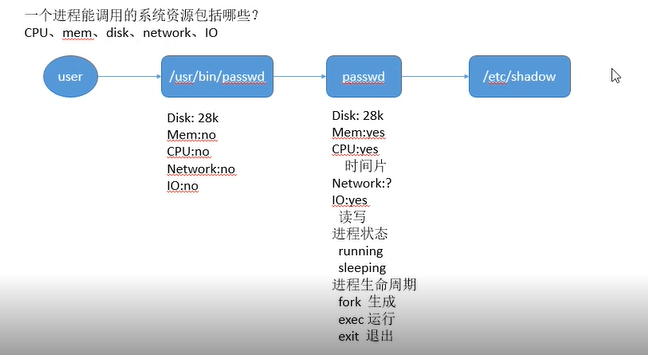 一个进程能调用的系统资源包括哪些？
CPU、mem、disk、network、IO
user
/usr/bin/passwd
passwd
/etc/shadow
Disk: 28k
Mem:no
CPU:no
Network:no
IO:no
Disk: 28k
Mem:yes
CPU:yes
时间片
Network:?
IO:yes
读写
进程状态
running
sleeping
进程生命周期
fork 生成
exec 运行
exit 退出